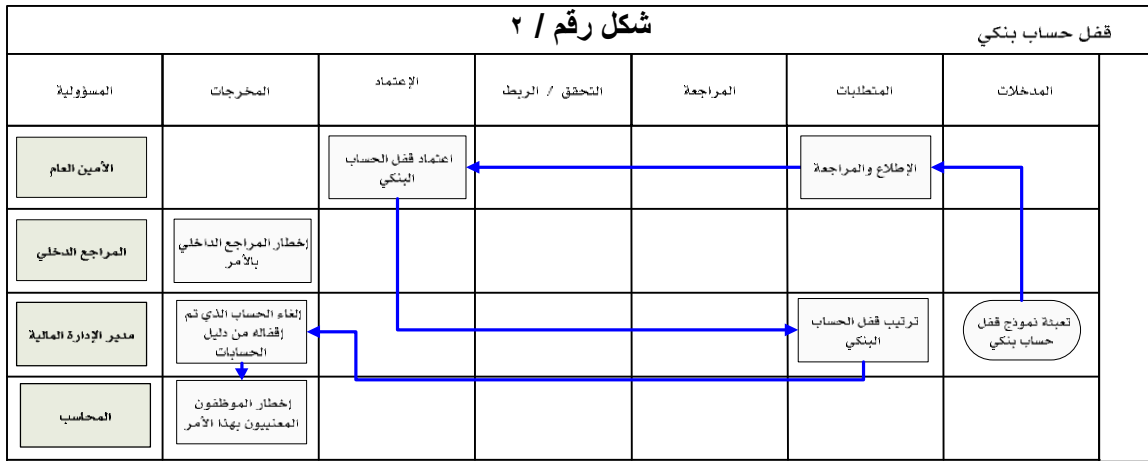 قفل حساب بنكي
شكل رقم / ٢
المدخلات
المتطلبات
المراجعة
التحقق / الربط
الإعتماد
المخرجات
المسؤولية
الإطلاع والمراجعة
اعتماد قفل الحساب
البنكي
الأمين العام
إخطار المراجع الداخلي
بالأمر
المراجع الدخلي
تعبئة نموذج قفل
حساب بنكي
ترتيب قفل الحساب
البنكي
إلغاء الحساب الذي تم
إقفاله من دليل
الحسابات
مدير الإدارة المالية
إخطار الموظفون
المعنييون بهذا الأمر
المحاسب